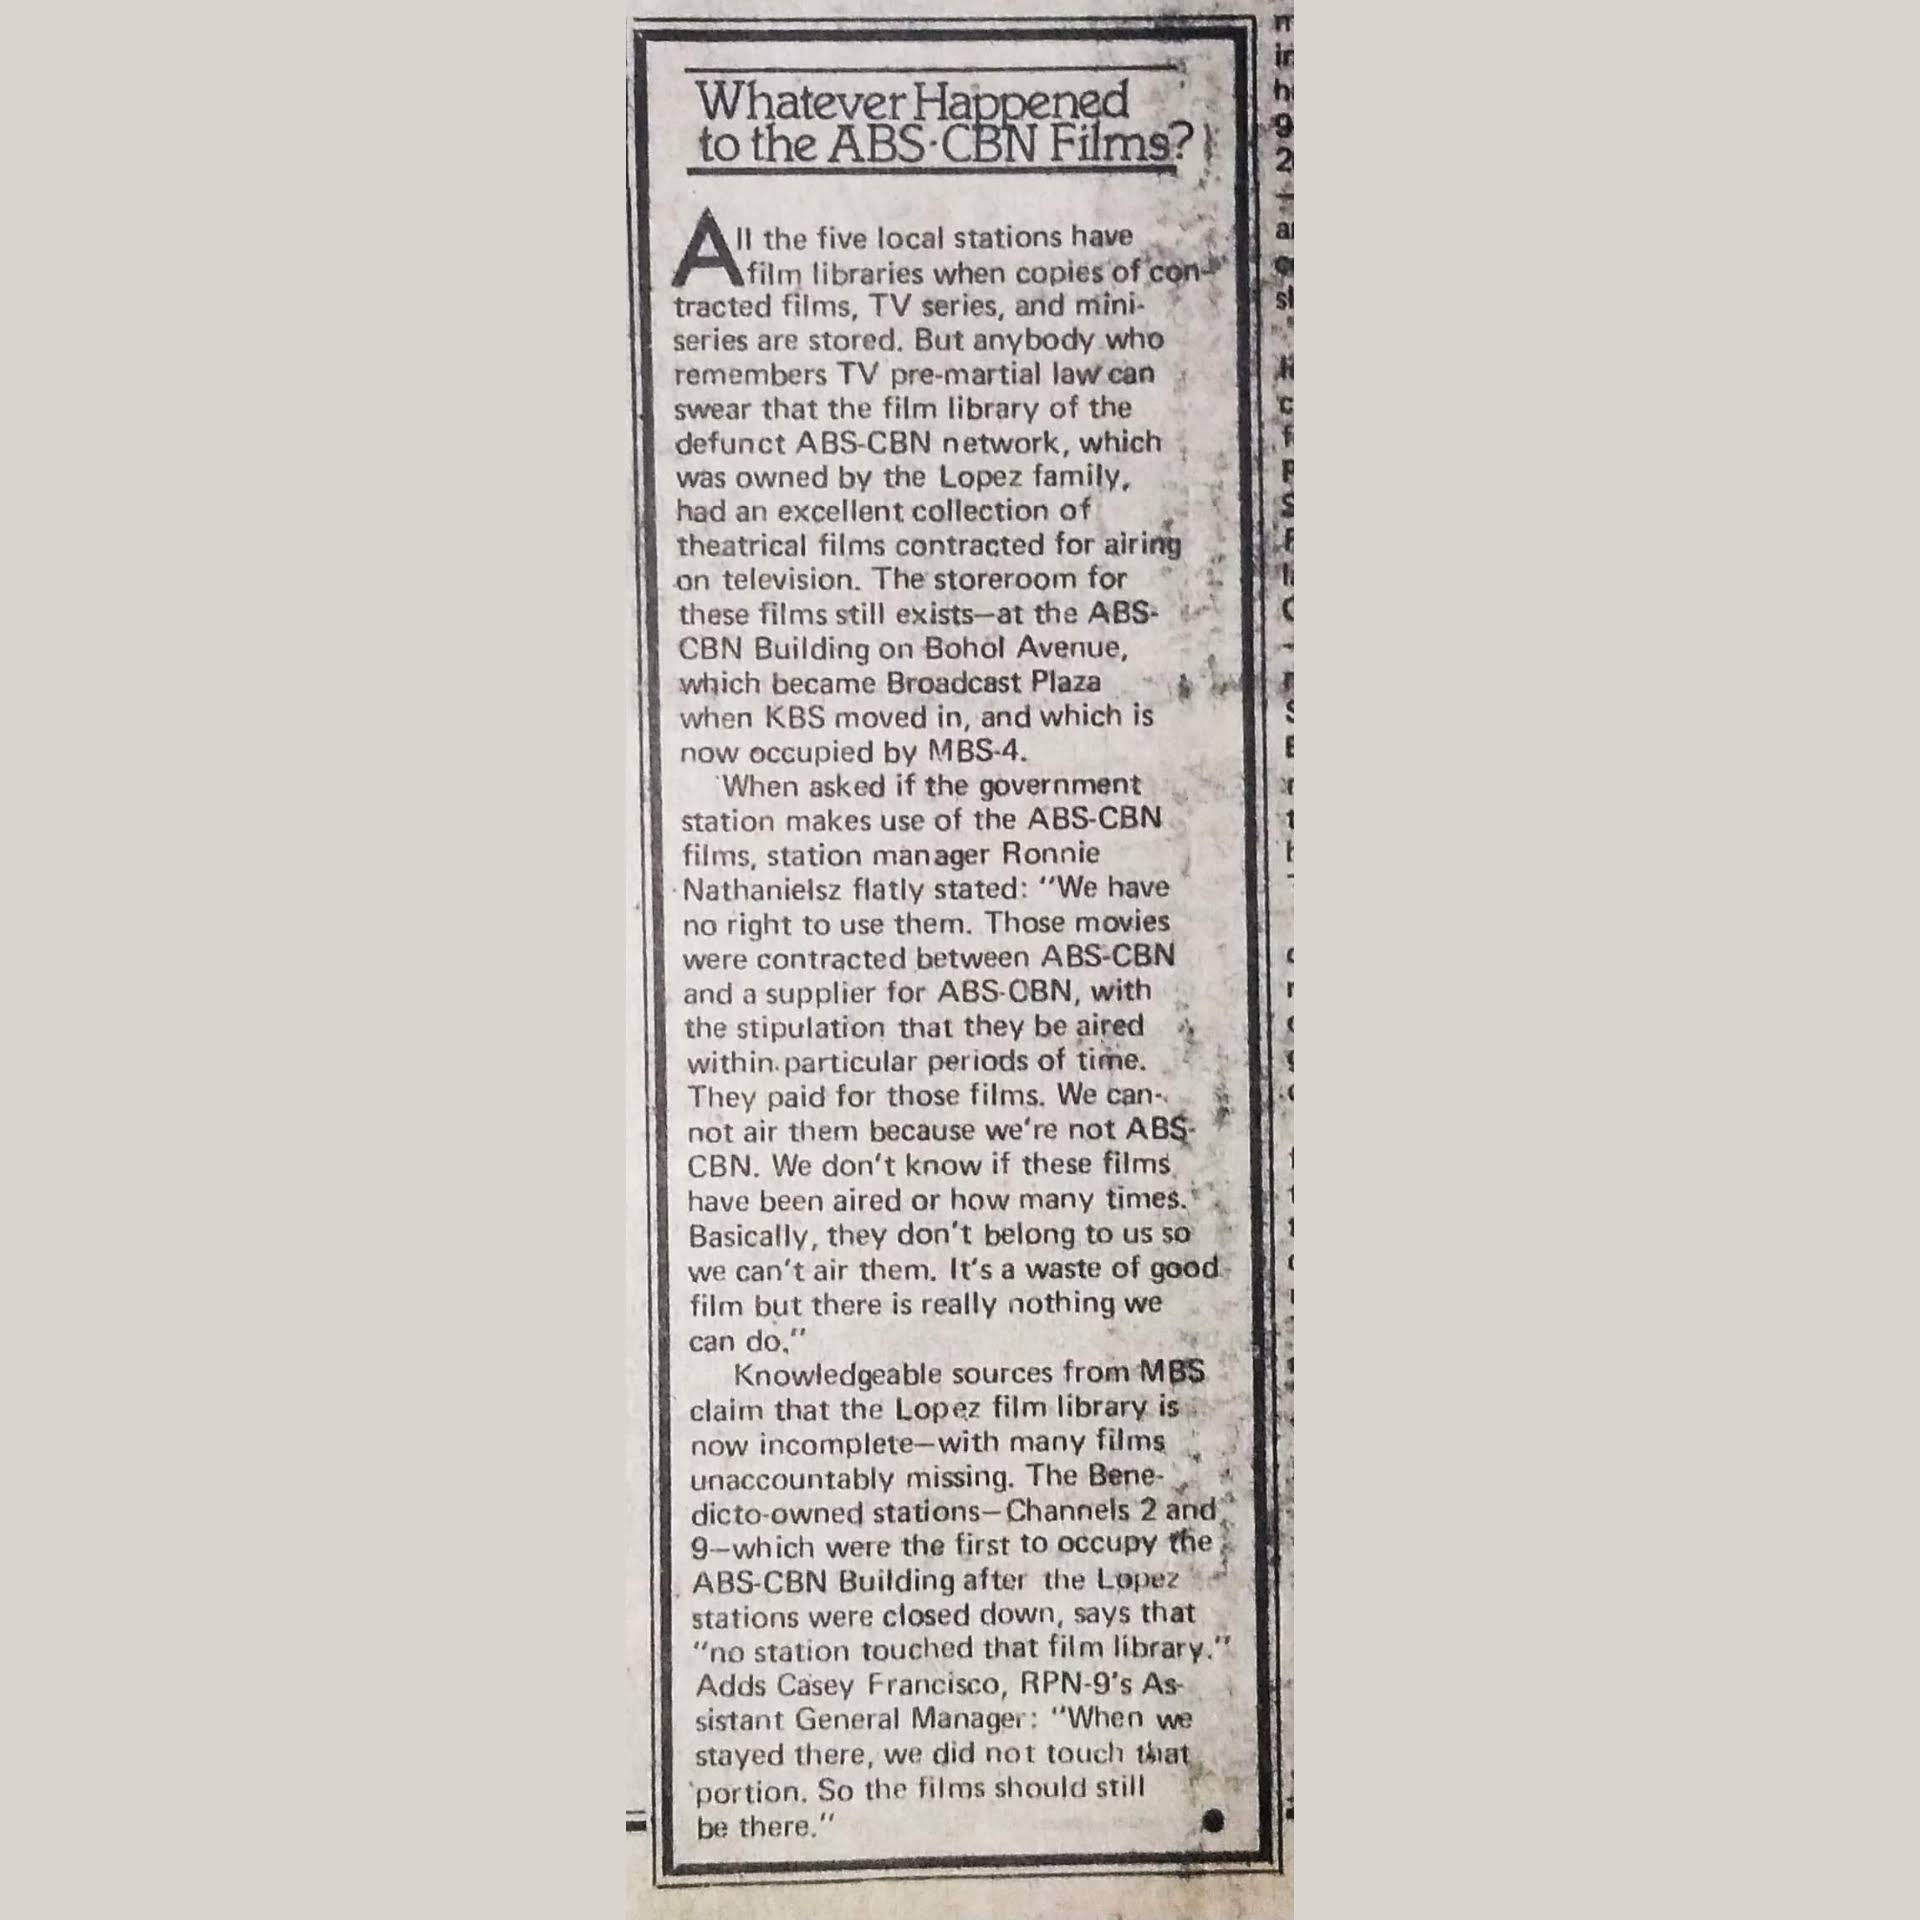 Whatever Happened
to the ABS-CBN Films?
All the five local stations have
film libraries when copies of con-
tracted films, TV series, and mini-
series are stored. But anybody who
remembers TV pre-martial law can
swear that the film library of the
defunct ABS-CBN network, which
was owned by the Lopez family,
had an excellent collection of
theatrical films contracted for airing
on television. The storeroom for
these films still exists—at the ABS-
CBN Building on Bohol Avenue,
which became Broadcast Plaza
when KBS moved in, and which is
now occupied by MBS-4.
When asked if the government
station makes use of the ABS-CBN
films, station manager Ronnie
Nathanielsz flatly stated: "We have
no right to use them. Those movies
were contracted between ABS-CBN
and a supplier for ABS-CBN, with
the stipulation that they be aired
within particular periods of time.
They paid for those films. We can-
not air them because we're not ABS-
CBN. We don't know if these films
have been aired or how many times.
Basically, they don't belong to us so
we can't air them. It's a waste of good
film but there is really nothing we
can do."
Knowledgeable sources from MBS
claim that the Lopez film library is
now incomplete—with many films
unaccountably missing. The Bene-
dicto-owned stations—Channels 2 and
9—which were the first to occupy the
ABS-CBN Building after the Lopez
stations were closed down, says that
"no station touched that film library."
Adds Casey Francisco, RPN-9's As-
sistant General Manager: "When we
stayed there, we did not touch that
portion. So the films should still
be there."